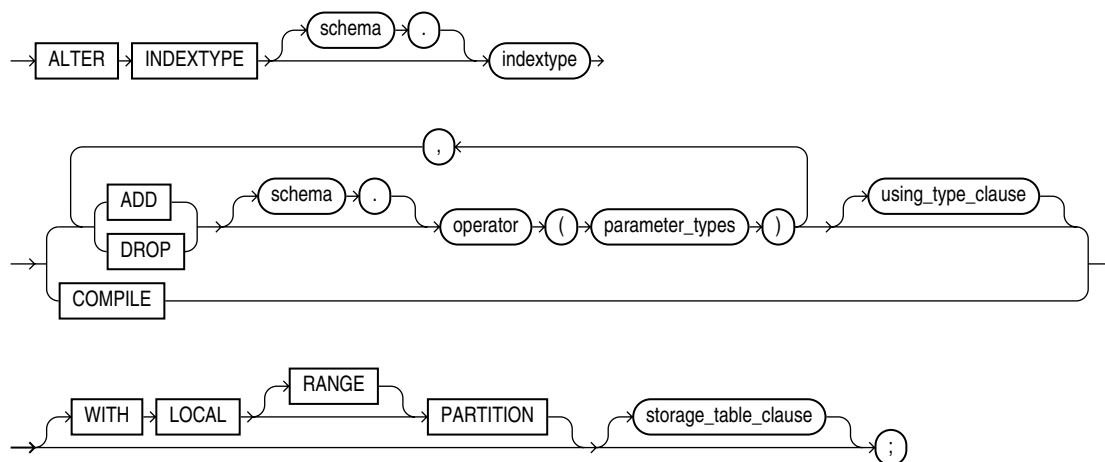 schema .
ALTER INDEXTYPE indextype
,
ADD schema . using_type_clause
operator ( parameter_types )
DROP
COMPILE
RANGE
WITH LOCAL PARTITION storage_table_clause
;